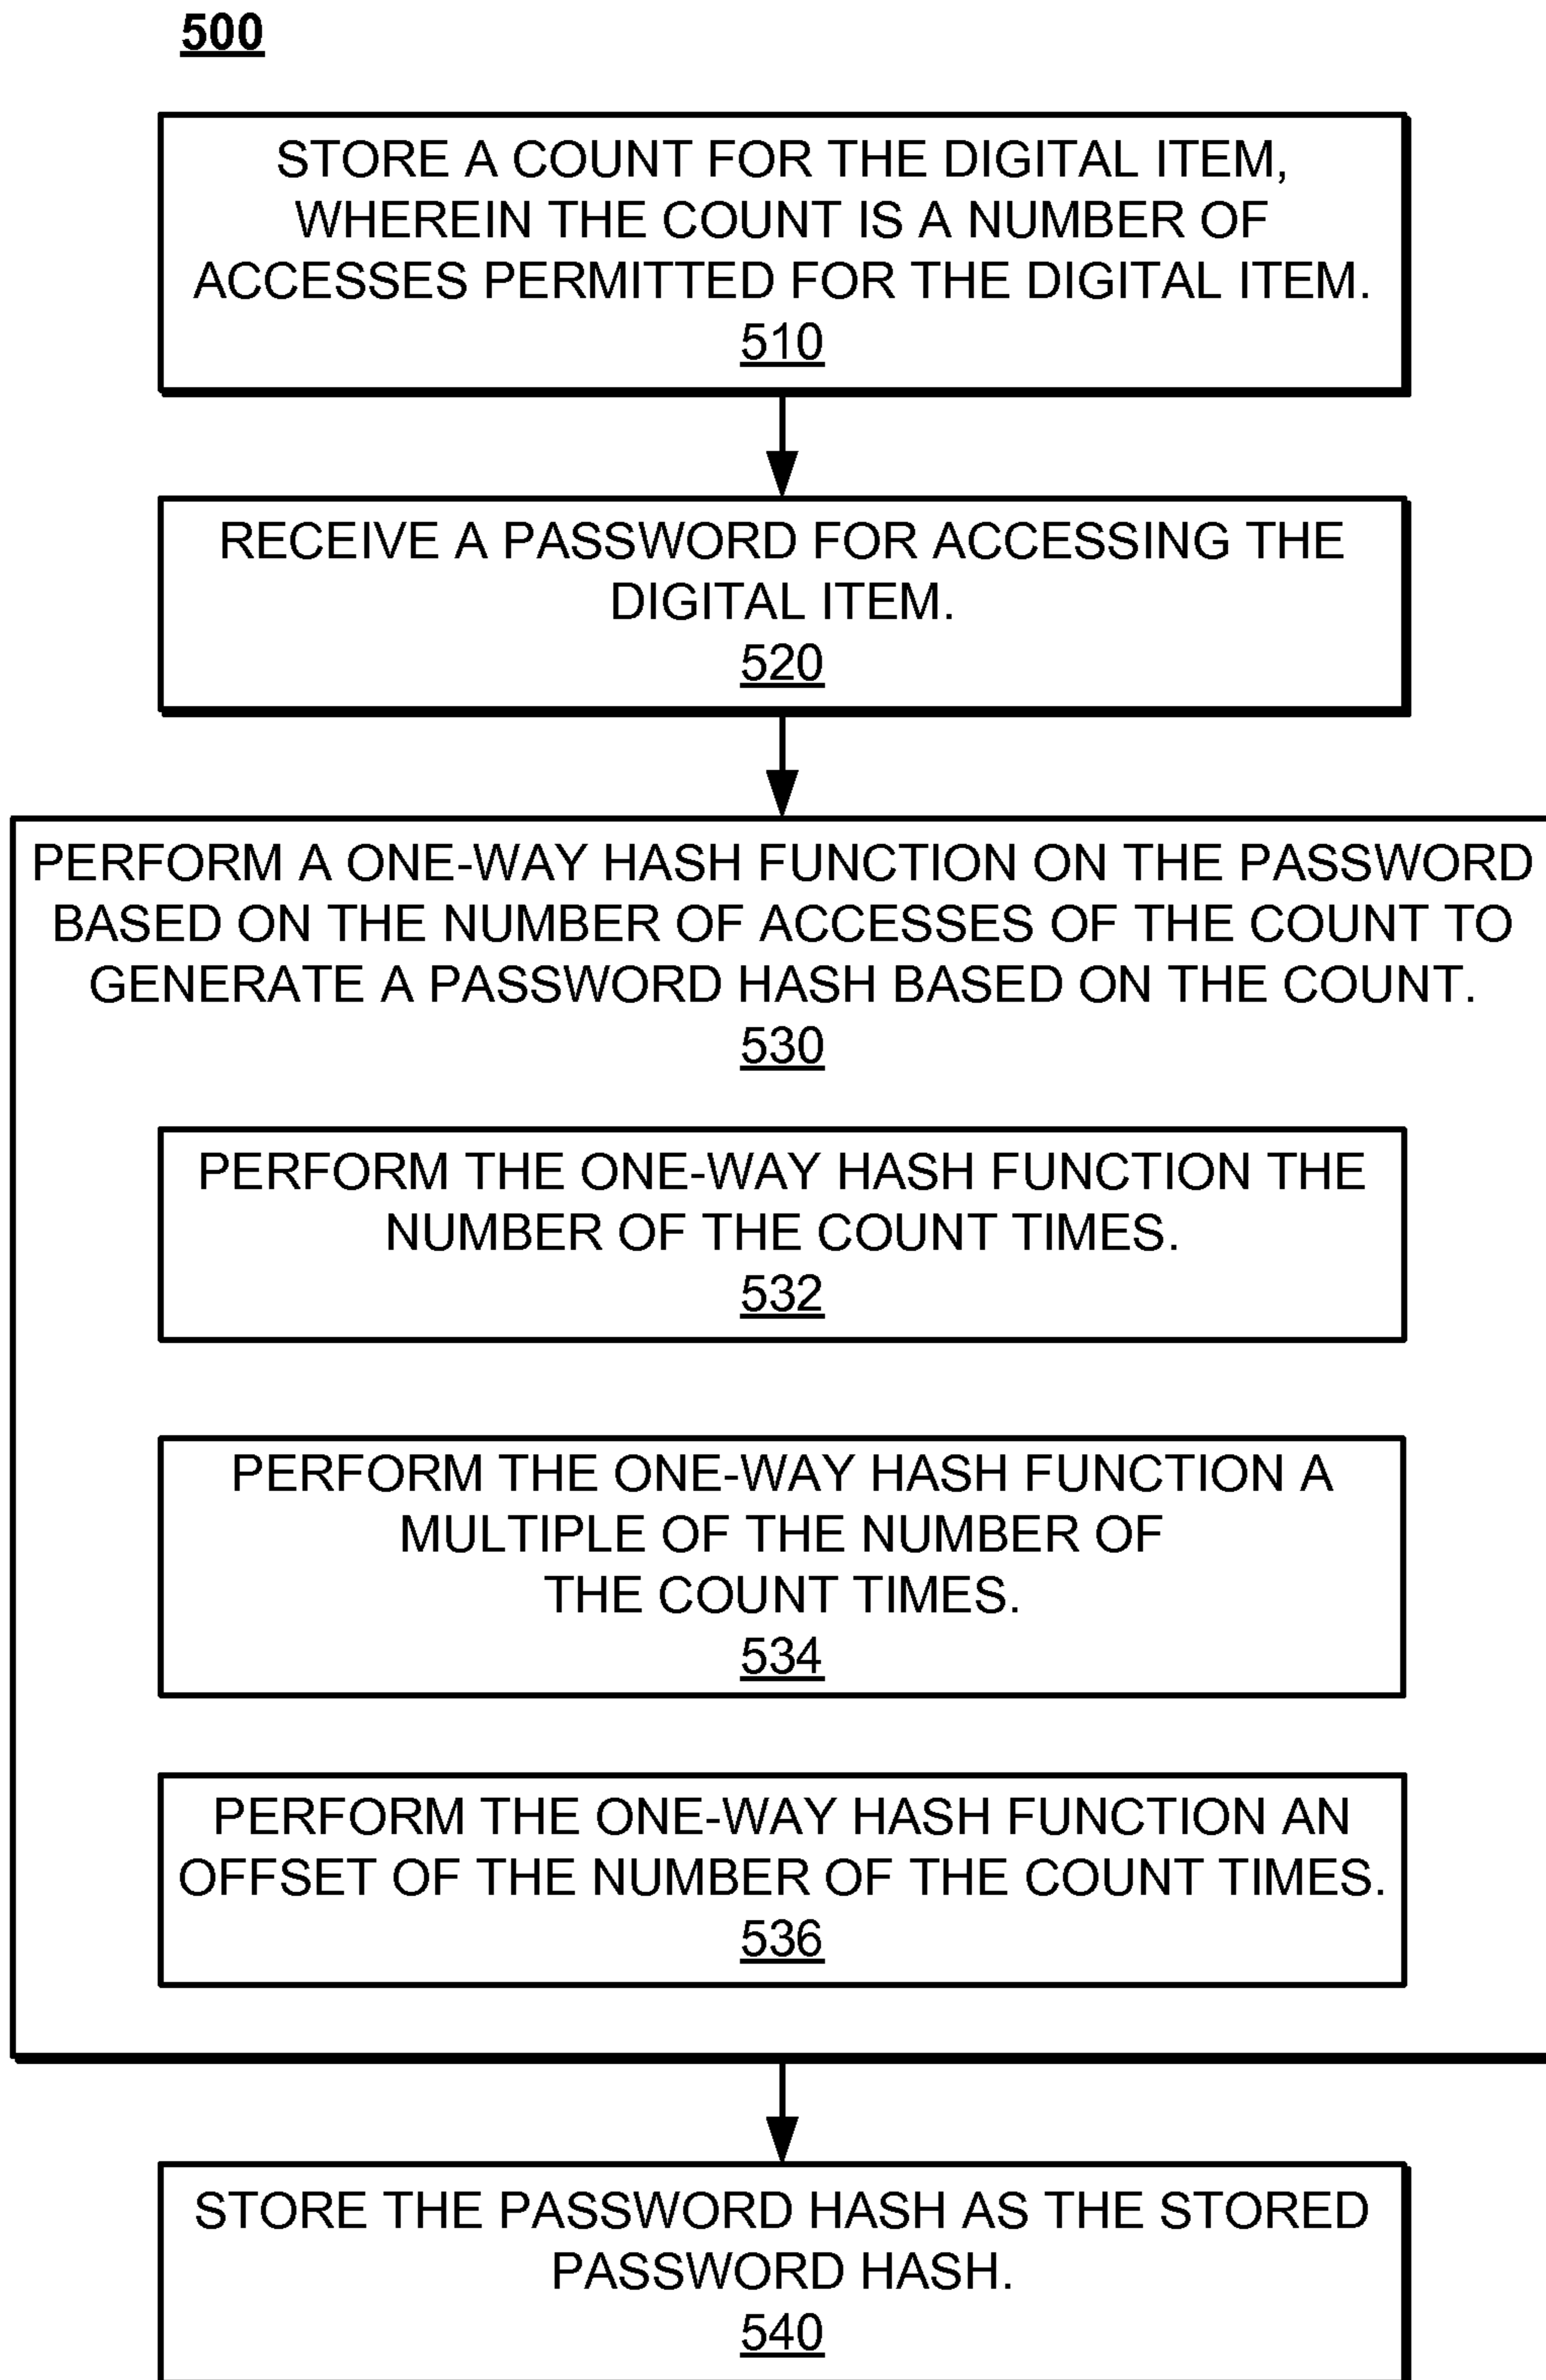 500
STORE A COUNT FOR THE DIGITAL ITEM,
WHEREIN THE COUNT IS A NUMBER OF
ACCESSES PERMITTED FOR THE DIGITAL ITEM.
510
RECEIVE A PASSWORD FOR ACCESSING THE
DIGITAL ITEM.
520
PERFORM A ONE-WAY HASH FUNCTION ON THE PASSWORD
BASED ON THE NUMBER OF ACCESSES OF THE COUNT TO
GENERATE A PASSWORD HASH BASED ON THE COUNT.
530
PERFORM THE ONE-WAY HASH FUNCTION THE
NUMBER OF THE COUNT TIMES.
532
PERFORM THE ONE-WAY HASH FUNCTION A
MULTIPLE OF THE NUMBER OF
THE COUNT TIMES.
534
PERFORM THE ONE-WAY HASH FUNCTION AN
OFFSET OF THE NUMBER OF THE COUNT TIMES.
536
STORE THE PASSWORD HASH AS THE STORED
PASSWORD HASH.
540